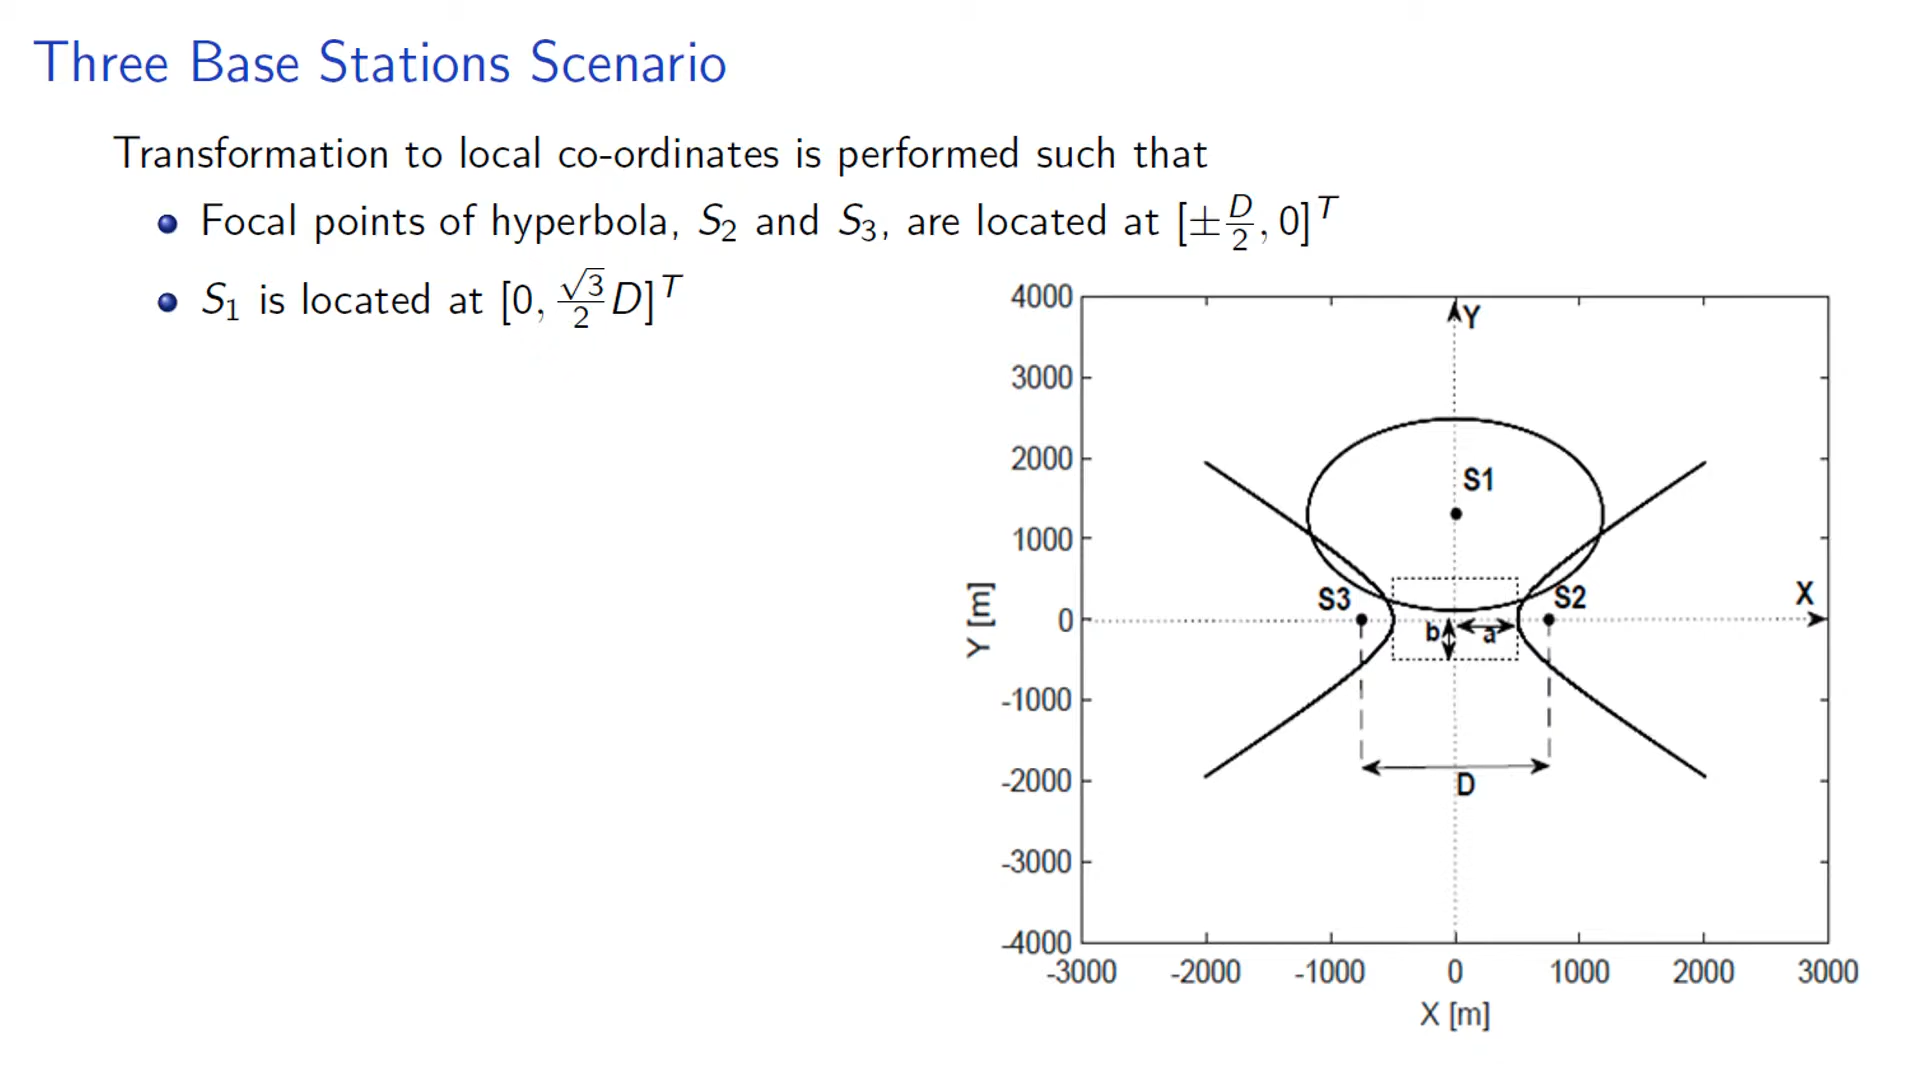 Three Base Stations Scenario
Transformation to local co-ordinates is performed such that
Focal points of hyperbola, S₂ and S₃, are located at [±D/2, 0]ᵀ
S₁ is located at [0, √3/2 D]ᵀ
4000
Y
3000
2000
S1
1000
S3
S2
X
0
b
a
Y [m]
-1000
-2000
D
-3000
-4000
-3000 -2000 -1000 0 1000 2000 3000
X [m]